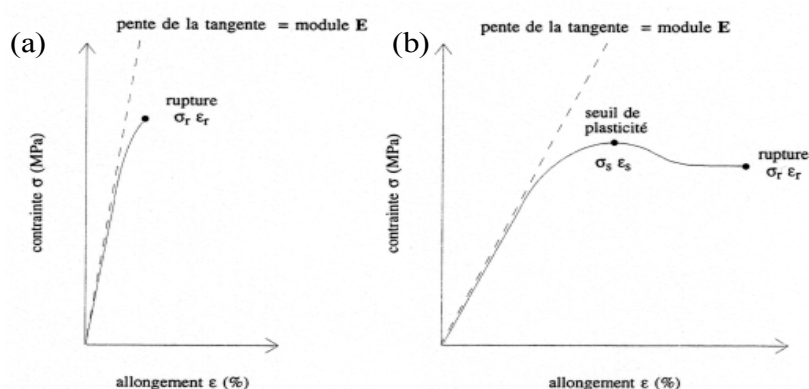 pente de la tangente = module E
(a)
rupture
σr εr
contrainte σ (MPa)
allongement ε (%)
pente de la tangente = module E
(b)
seuil de
plasticité
σs εs
rupture
σr εr
contrainte σ (MPa)
allongement ε (%)